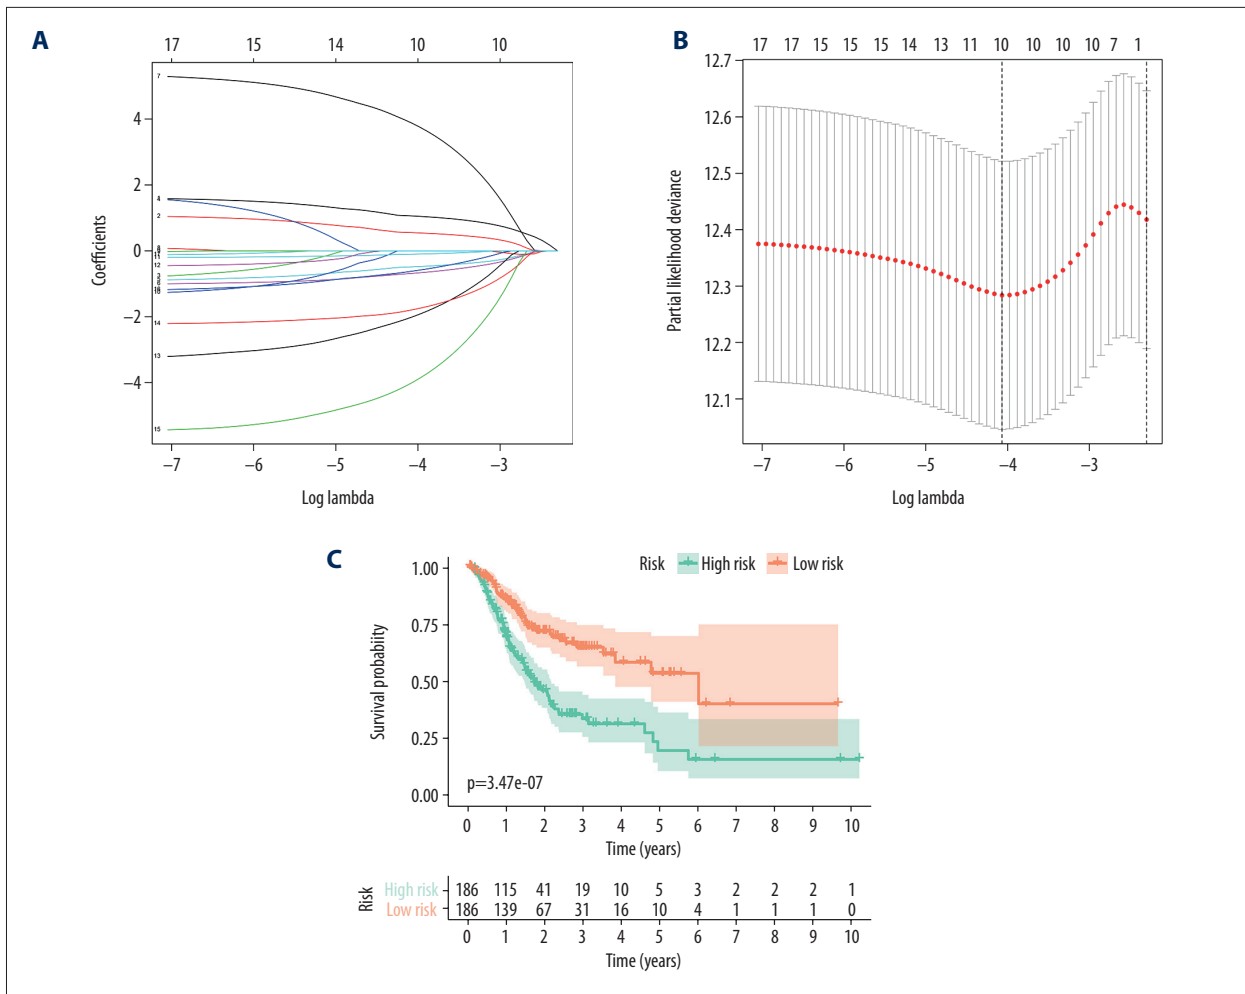 A
17 15 14 10 10
4
2
0
−2
−4
7
4
2
12
3
14
13
15
Coefficients
−7 −6 −5 −4 −3
Log lambda
B
17 17 15 15 15 14 13 11 10 10 10 10 7 1
12.7
12.6
12.5
12.4
12.3
12.2
12.1
Partial likelihood deviance
−7 −6 −5 −4 −3
Log lambda
C
Risk High risk Low risk
1.00
0.75
0.50
0.25
0.00
Survival probabiity
p=3.47e-07
0 1 2 3 4 5 6 7 8 9 10
Time (years)
Risk
High risk 186 115 41 19 10 5 3 2 2 2 1
Low risk 186 139 67 31 16 10 4 1 1 1 0
0 1 2 3 4 5 6 7 8 9 10
Time (years)